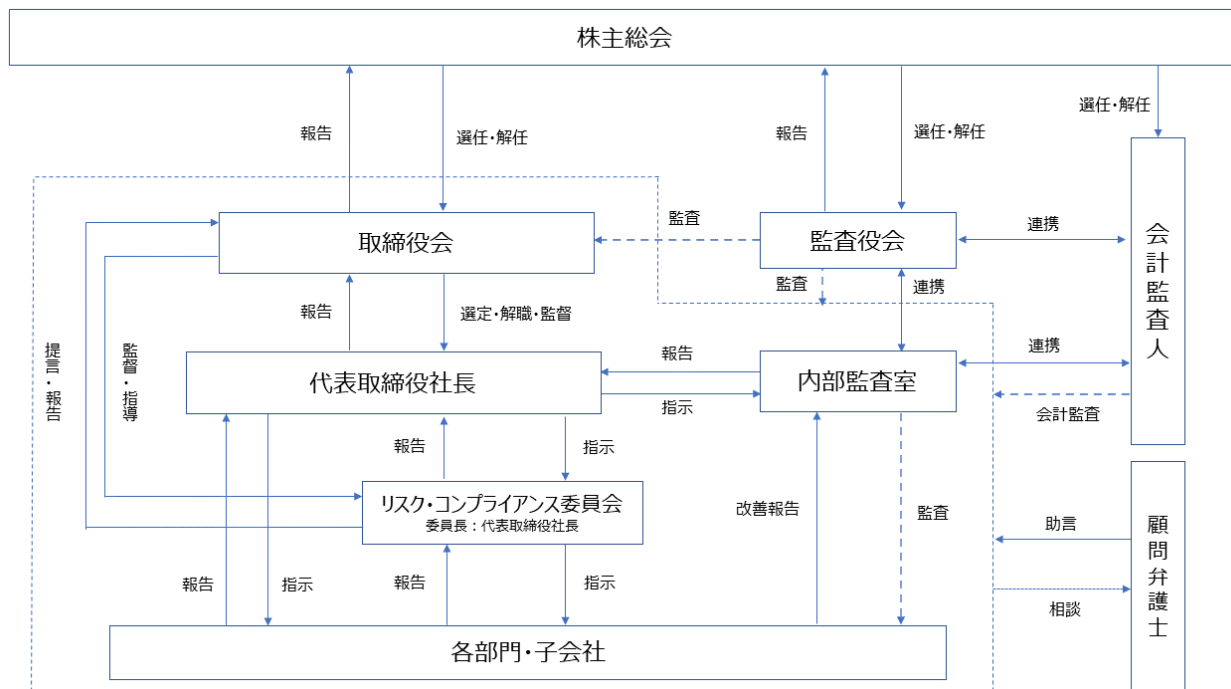 株主総会
報告
選任・解任
報告
選任・解任
選任・解任
取締役会
監査
監査役会
連携
会計監査人
監査
連携
報告
選定・解職・監督
提言・報告
監督・指導
代表取締役社長
報告
指示
内部監査室
連携
会計監査
報告
指示
リスク・コンプライアンス委員会
委員長：代表取締役社長
改善報告
監査
顧問弁護士
助言
相談
報告
指示
報告
指示
各部門・子会社